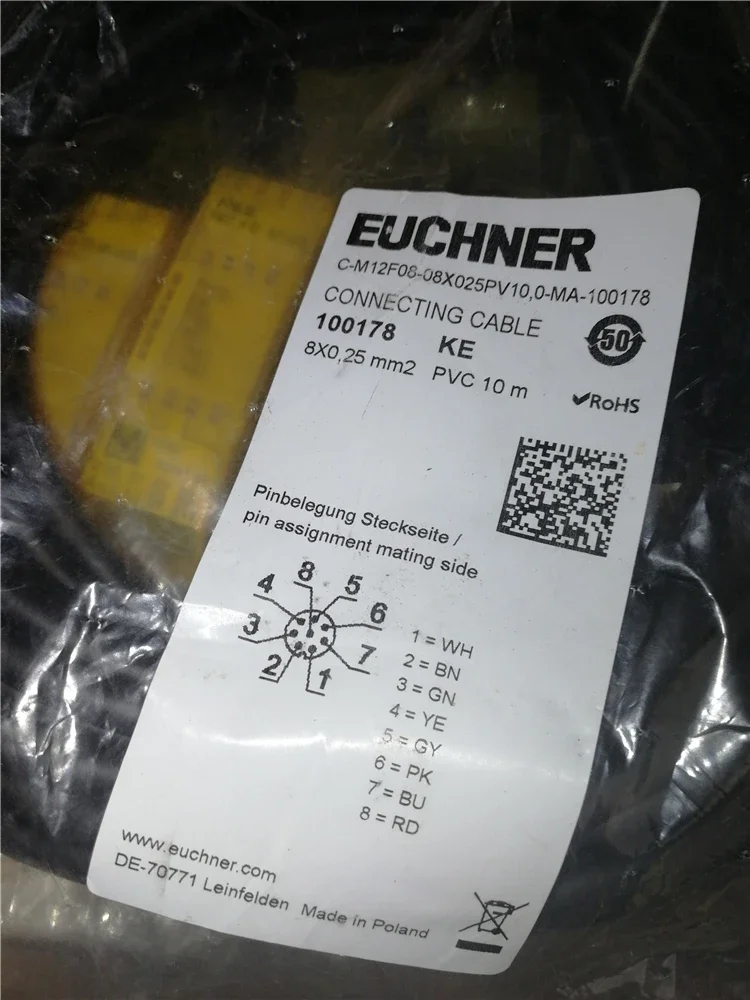 EUCHNER
C-M12F08-08X025PV10,0-MA-100178
CONNECTING CABLE
100178 KE
8X0,25 mm2 PVC 10 m
50
✓RoHS
Pinbelegung Steckseite /
pin assignment mating side
8
4 5
6
3
7
2 1
1 = WH
2 = BN
3 = GN
4 = YE
5 = GY
6 = PK
7 = BU
8 = RD
www.euchner.com
DE-70771 Leinfelden Made in Poland